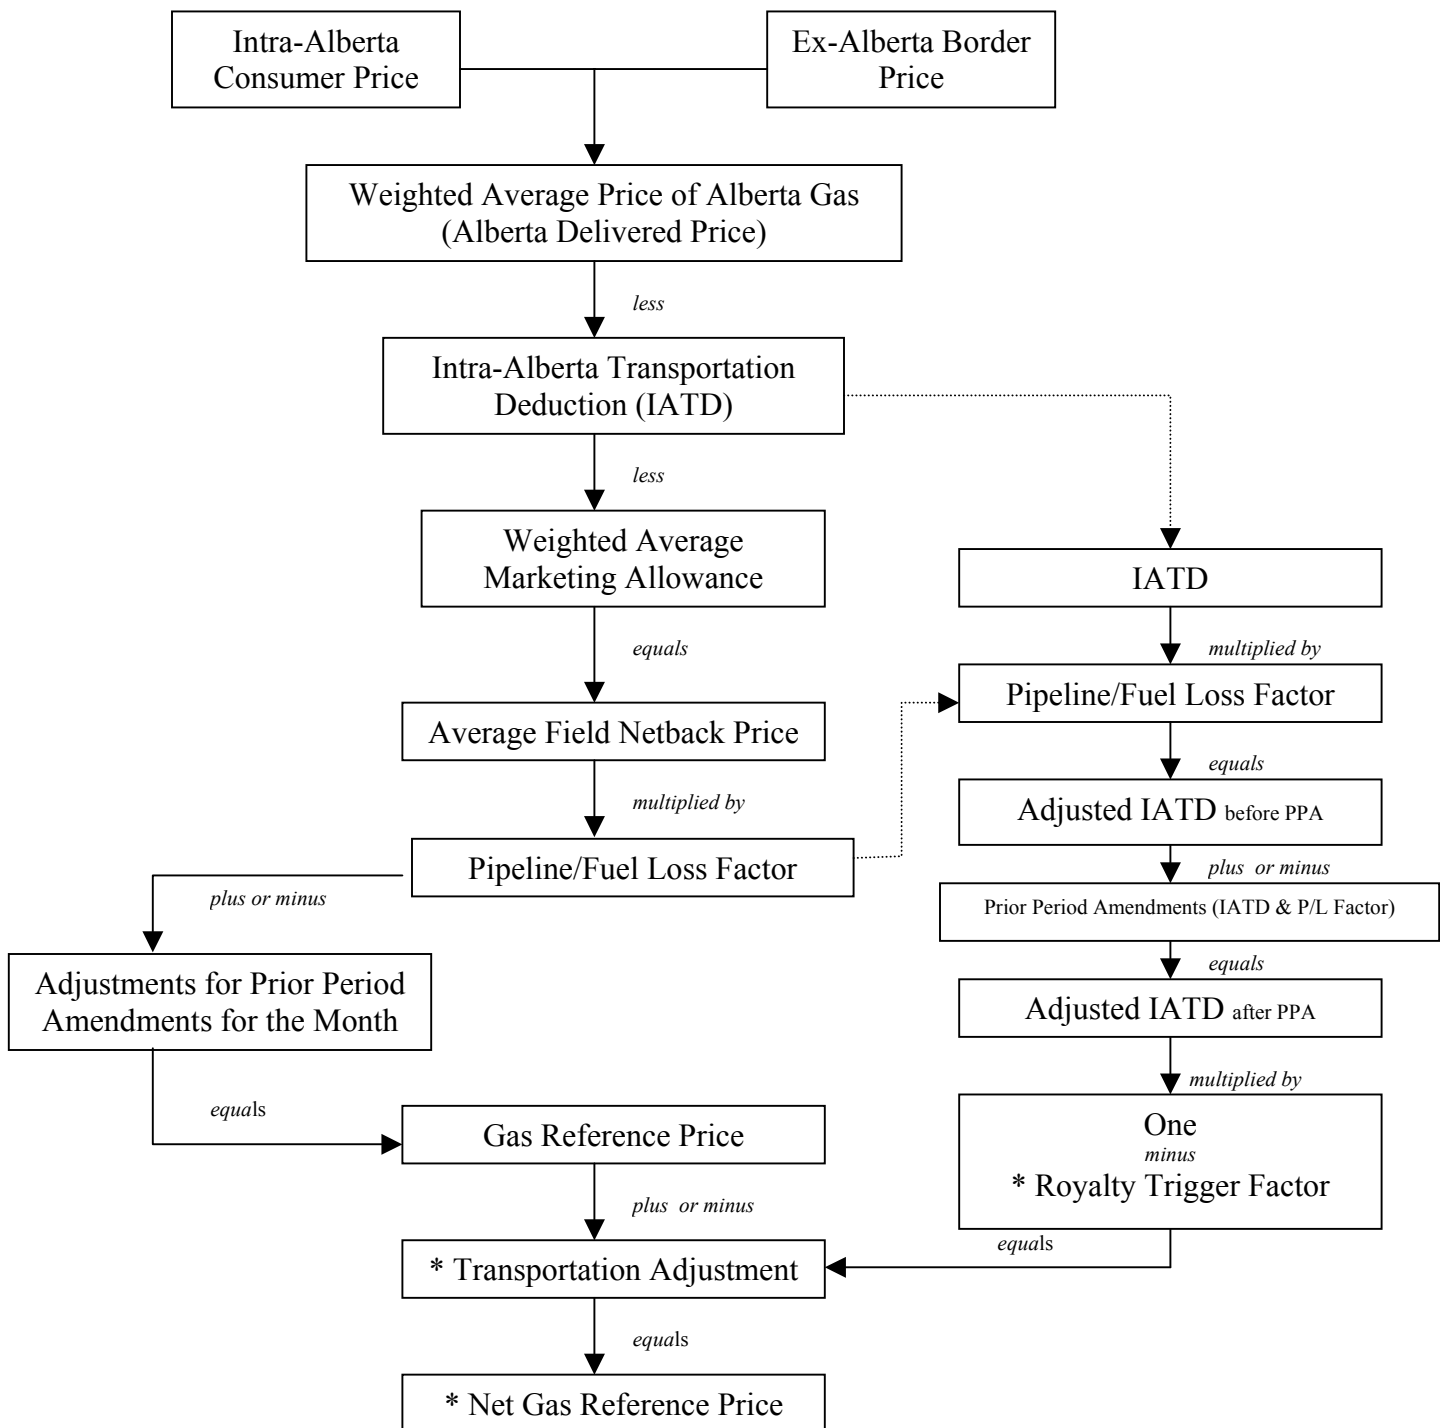 Intra-Alberta
Consumer Price
Ex-Alberta Border
Price
Weighted Average Price of Alberta Gas
(Alberta Delivered Price)
less
Intra-Alberta Transportation
Deduction (IATD)
less
Weighted Average
Marketing Allowance
equals
Average Field Netback Price
multiplied by
Pipeline/Fuel Loss Factor
plus or minus
Adjustments for Prior Period
Amendments for the Month
equals
Gas Reference Price
plus or minus
* Transportation Adjustment
equals
* Net Gas Reference Price
IATD
multiplied by
Pipeline/Fuel Loss Factor
equals
Adjusted IATD before PPA
plus or minus
Prior Period Amendments (IATD & P/L Factor)
equals
Adjusted IATD after PPA
multiplied by
One
minus
* Royalty Trigger Factor
equals